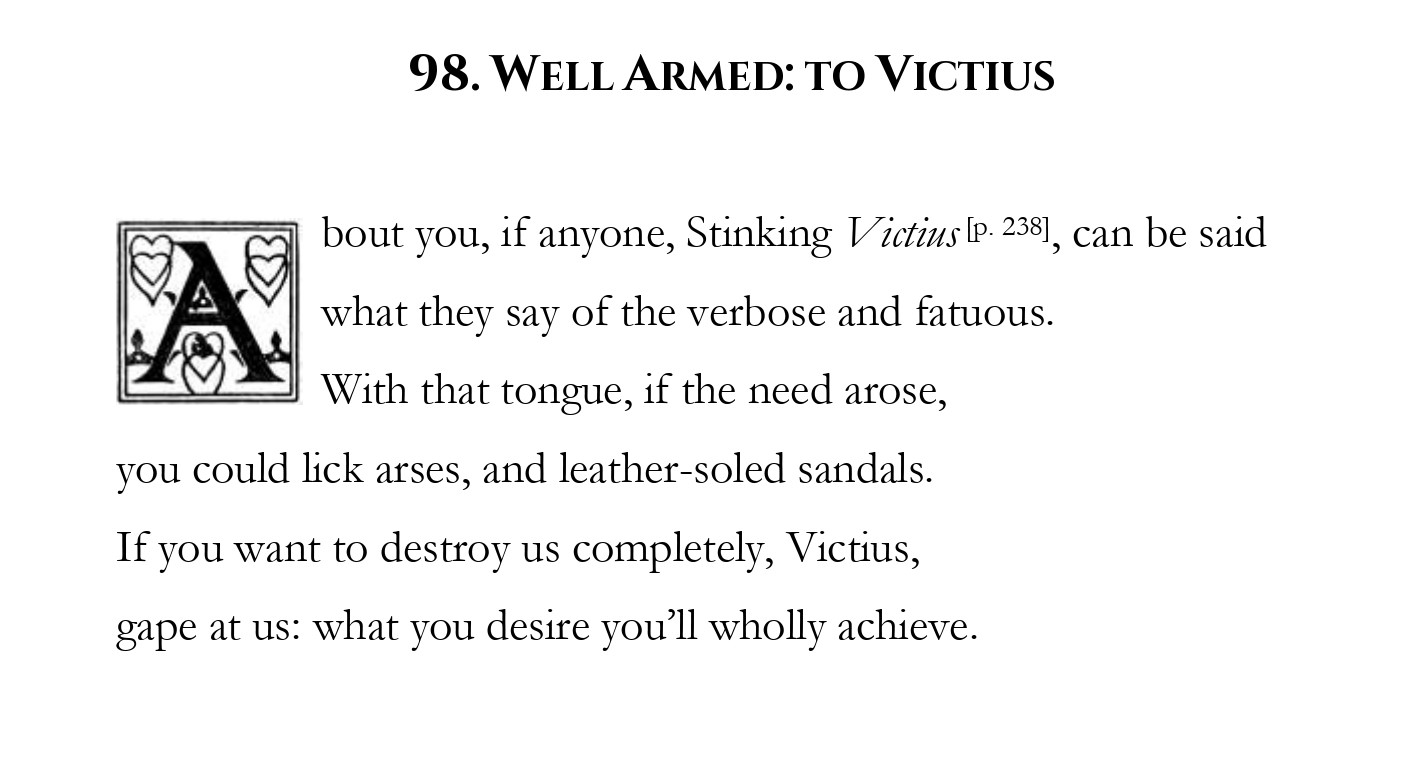 98. WELL ARMED: TO VICTIUS
About you, if anyone, Stinking Victius [p. 238], can be said
what they say of the verbose and fatuous.
With that tongue, if the need arose,
you could lick arses, and leather-soled sandals.
If you want to destroy us completely, Victius,
gape at us: what you desire you’ll wholly achieve.